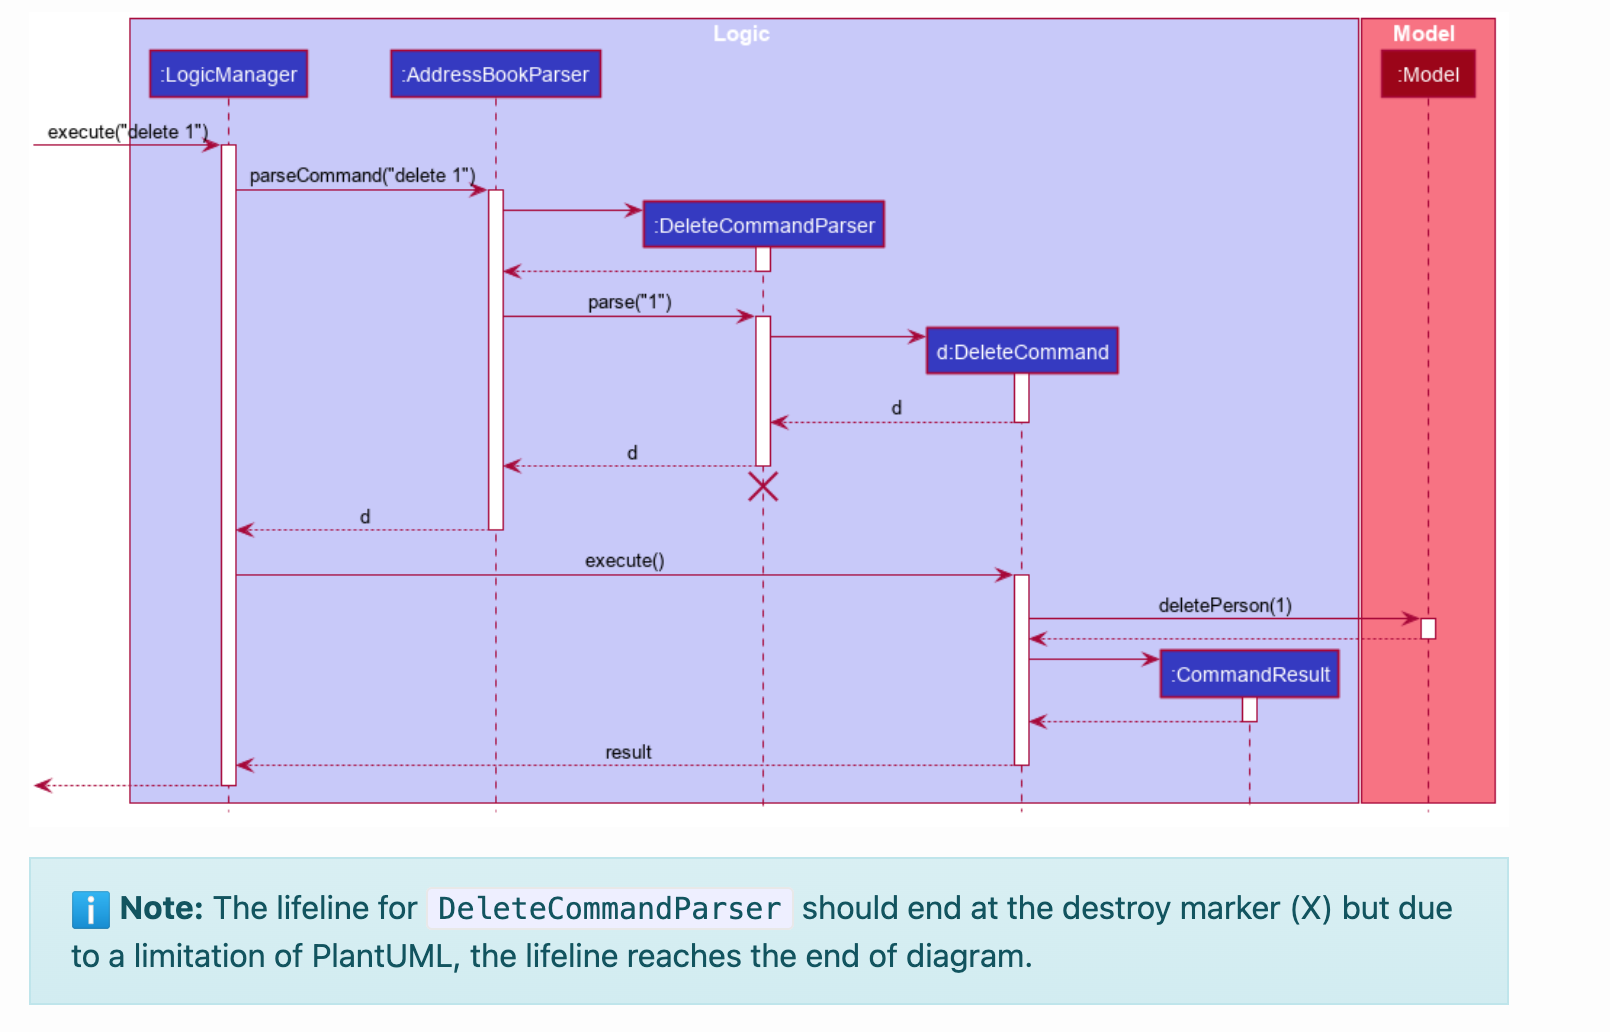 Logic
Model
:LogicManager
:AddressBookParser
:Model
execute("delete 1")
parseCommand("delete 1")
:DeleteCommandParser
parse("1")
d:DeleteCommand
d
d
d
execute()
deletePerson(1)
:CommandResult
result
Note: The lifeline for DeleteCommandParser should end at the destroy marker (X) but due
to a limitation of PlantUML, the lifeline reaches the end of diagram.